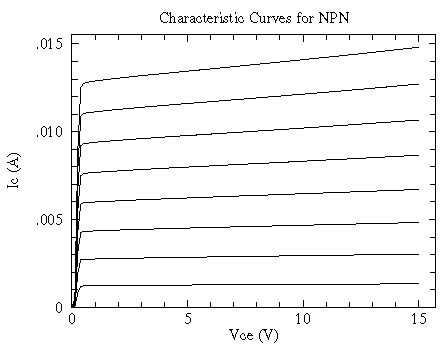 Characteristic Curves for NPN
.015
.010
.005
0
Ic (A)
0 5 10 15
Vce (V)